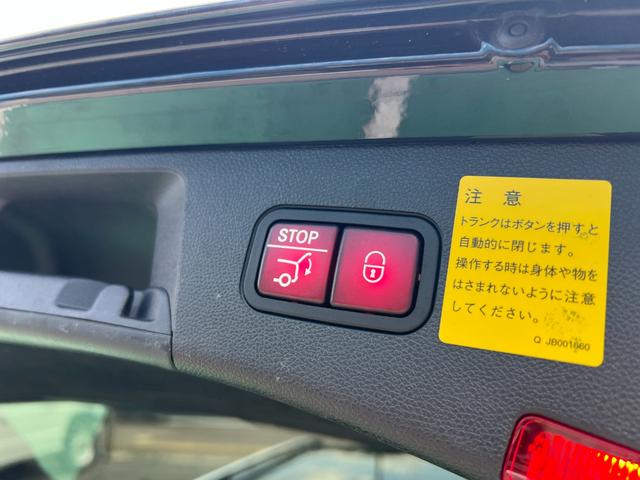 STOP
注 意
トランクはボタンを押すと
自動的に閉じます。
操作する時は身体や物を
はさまれないように注意
してください。
Q JB001660